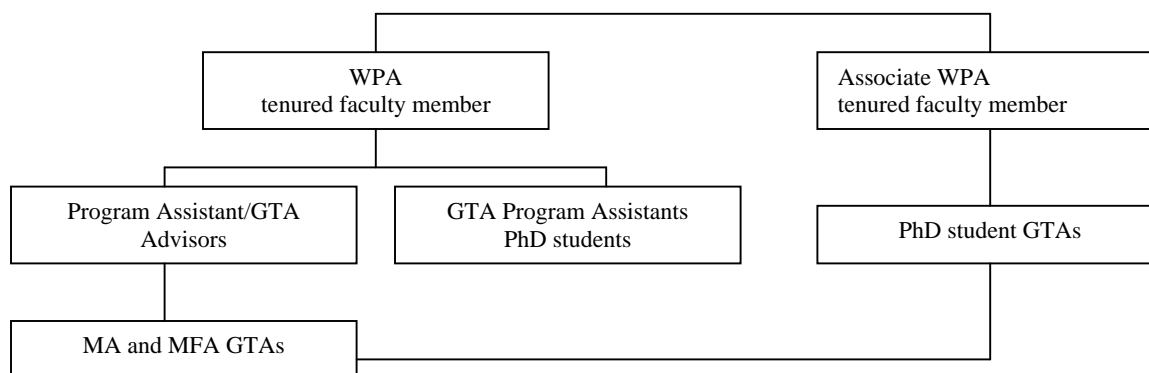 WPA
tenured faculty member
Associate WPA
tenured faculty member
Program Assistant/GTA
Advisors
GTA Program Assistants
PhD students
PhD student GTAs
MA and MFA GTAs